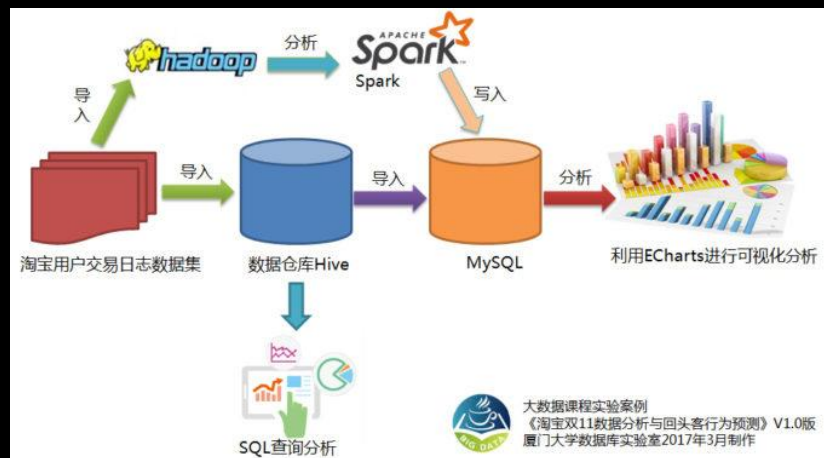 hadoop
分析
APACHE
Spark
Spark
导
入
写入
导入
导入
分析
淘宝用户交易日志数据集
数据仓库Hive
MySQL
利用ECharts进行可视化分析
SQL查询分析
BIG DATA
大数据课程实验案例
《淘宝双11数据分析与回头客行为预测》V1.0版
厦门大学数据库实验室2017年3月制作